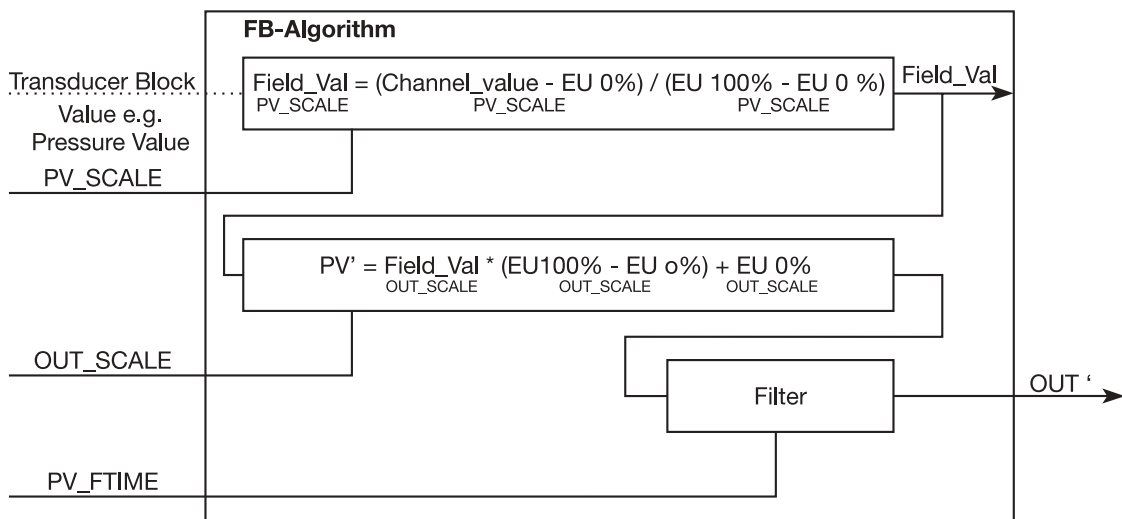 FB-Algorithm
Transducer Block
Value e.g.
Pressure Value
Field_Val = (Channel_value - EU 0%) / (EU 100% - EU 0 %)
PV_SCALE PV_SCALE PV_SCALE
Field_Val
PV_SCALE
PV’ = Field_Val * (EU100% - EU o%) + EU 0%
OUT_SCALE OUT_SCALE OUT_SCALE
OUT_SCALE
Filter
OUT ‘
PV_FTIME